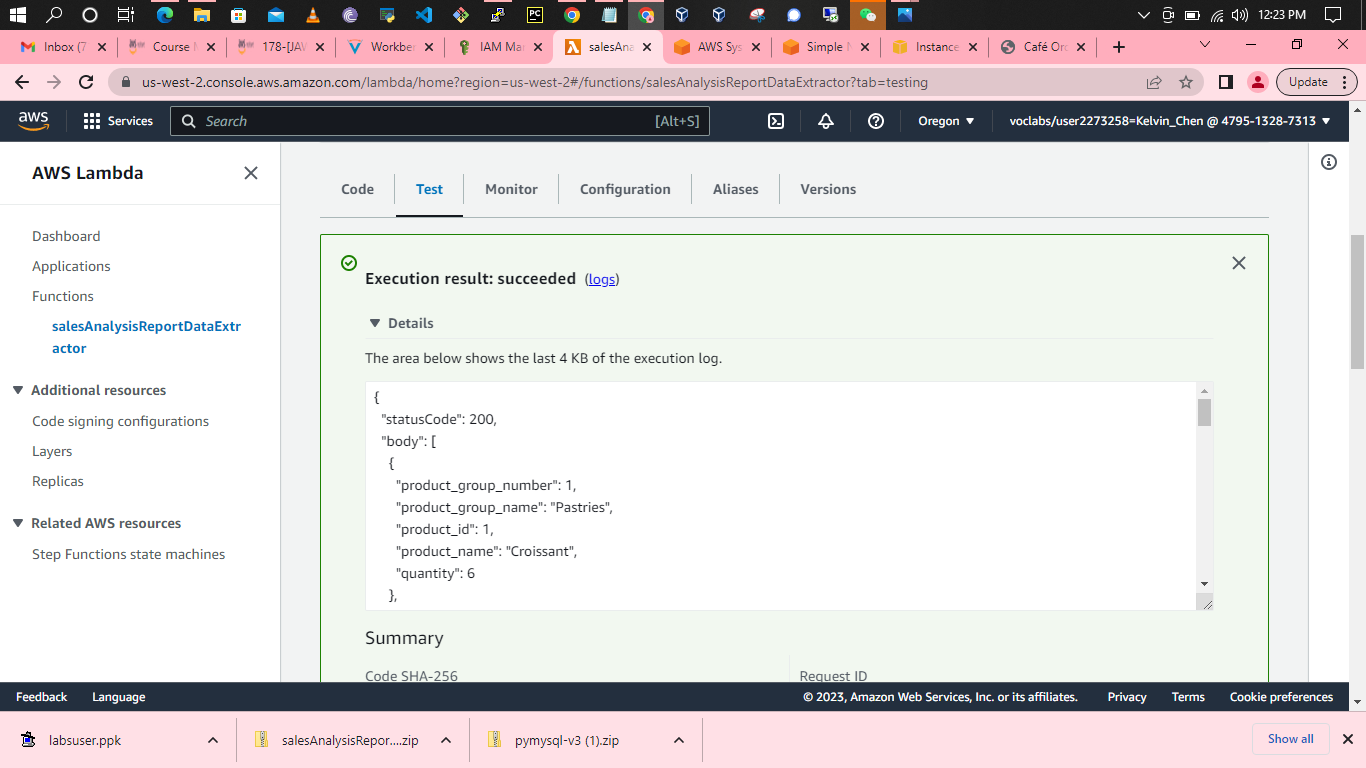 12:23 PM
Inbox (7
Course
178-[JAV
Workber
IAM Mar
salesAna
AWS Sys
Simple
Instance
Café Orc
us-west-2.console.aws.amazon.com/lambda/home?region=us-west-2#/functions/salesAnalysisReportDataExtractor?tab=testing
Update
aws
Services
Search
[Alt+S]
Oregon
voclabs/user2273258=Kelvin_Chen @ 4795-1328-7313
AWS Lambda
Dashboard
Applications
Functions
salesAnalysisReportDataExtr
actor
Additional resources
Code signing configurations
Layers
Replicas
Related AWS resources
Step Functions state machines
Code
Test
Monitor
Configuration
Aliases
Versions
Execution result: succeeded (logs)
Details
The area below shows the last 4 KB of the execution log.
{
"statusCode": 200,
"body": [
{
"product_group_number": 1,
"product_group_name": "Pastries",
"product_id": 1,
"product_name": "Croissant",
"quantity": 6
},
Summary
Code SHA-256
Request ID
Feedback
Language
© 2023, Amazon Web Services, Inc. or its affiliates.
Privacy
Terms
Cookie preferences
labsuser.ppk
salesAnalysisRepor....zip
pymysql-v3 (1).zip
Show all